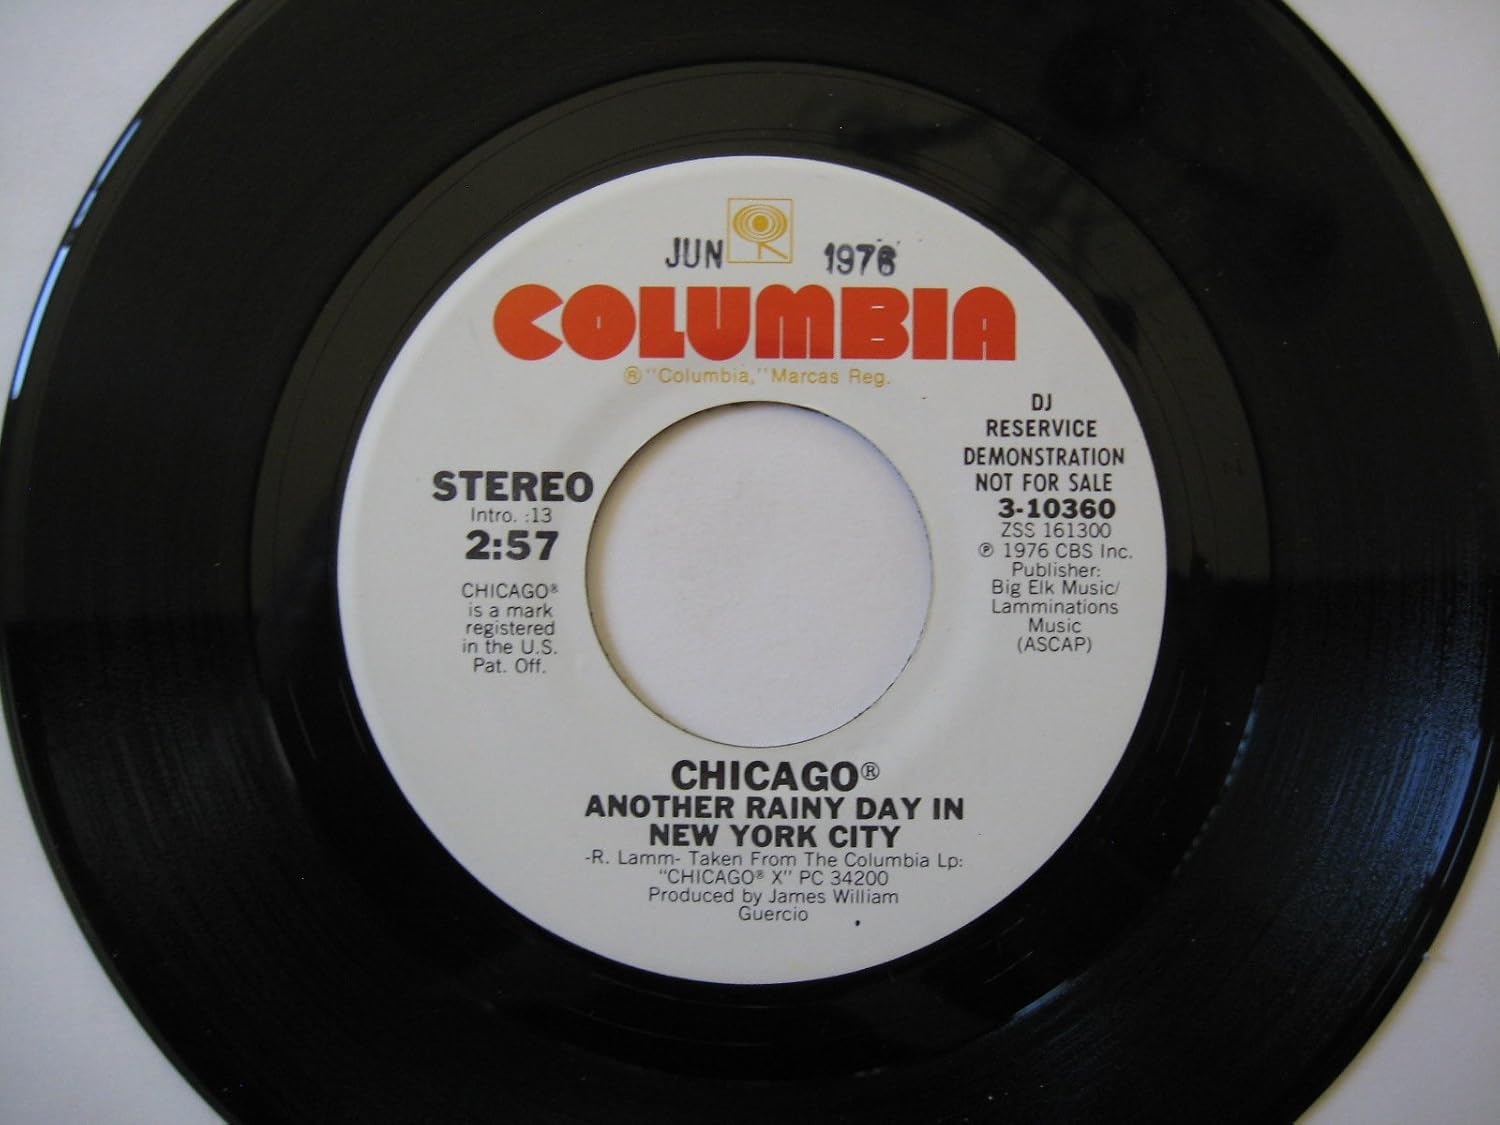 JUN 1976
COLUMBIA
® "Columbia," Marcas Reg.
DJ
RESERVICE
DEMONSTRATION
NOT FOR SALE
3-10360
ZSS 161300
℗ 1976 CBS Inc.
Publisher:
Big Elk Music/
Lamminations
Music
(ASCAP)
STEREO
Intro. :13
2:57
CHICAGO®
is a mark
registered
in the U.S.
Pat. Off.
CHICAGO®
ANOTHER RAINY DAY IN
NEW YORK CITY
-R. Lamm- Taken From The Columbia Lp:
"CHICAGO® X" PC 34200
Produced by James William
Guercio